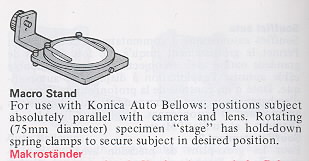 Macro Stand
For use with Konica Auto Bellows: positions subject
absolutely parallel with camera and lens. Rotating
(75mm diameter) specimen “stage” has hold-down
spring clamps to secure subject in desired position.
Makroständer